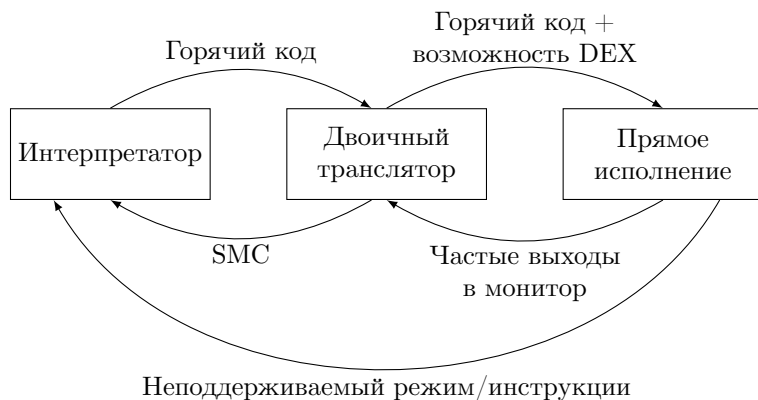 Горячий код +
возможность DEX
Горячий код
Интерпретатор
Двоичный
транслятор
Прямое
исполнение
SMC
Частые выходы
в монитор
Неподдерживаемый режим/инструкции